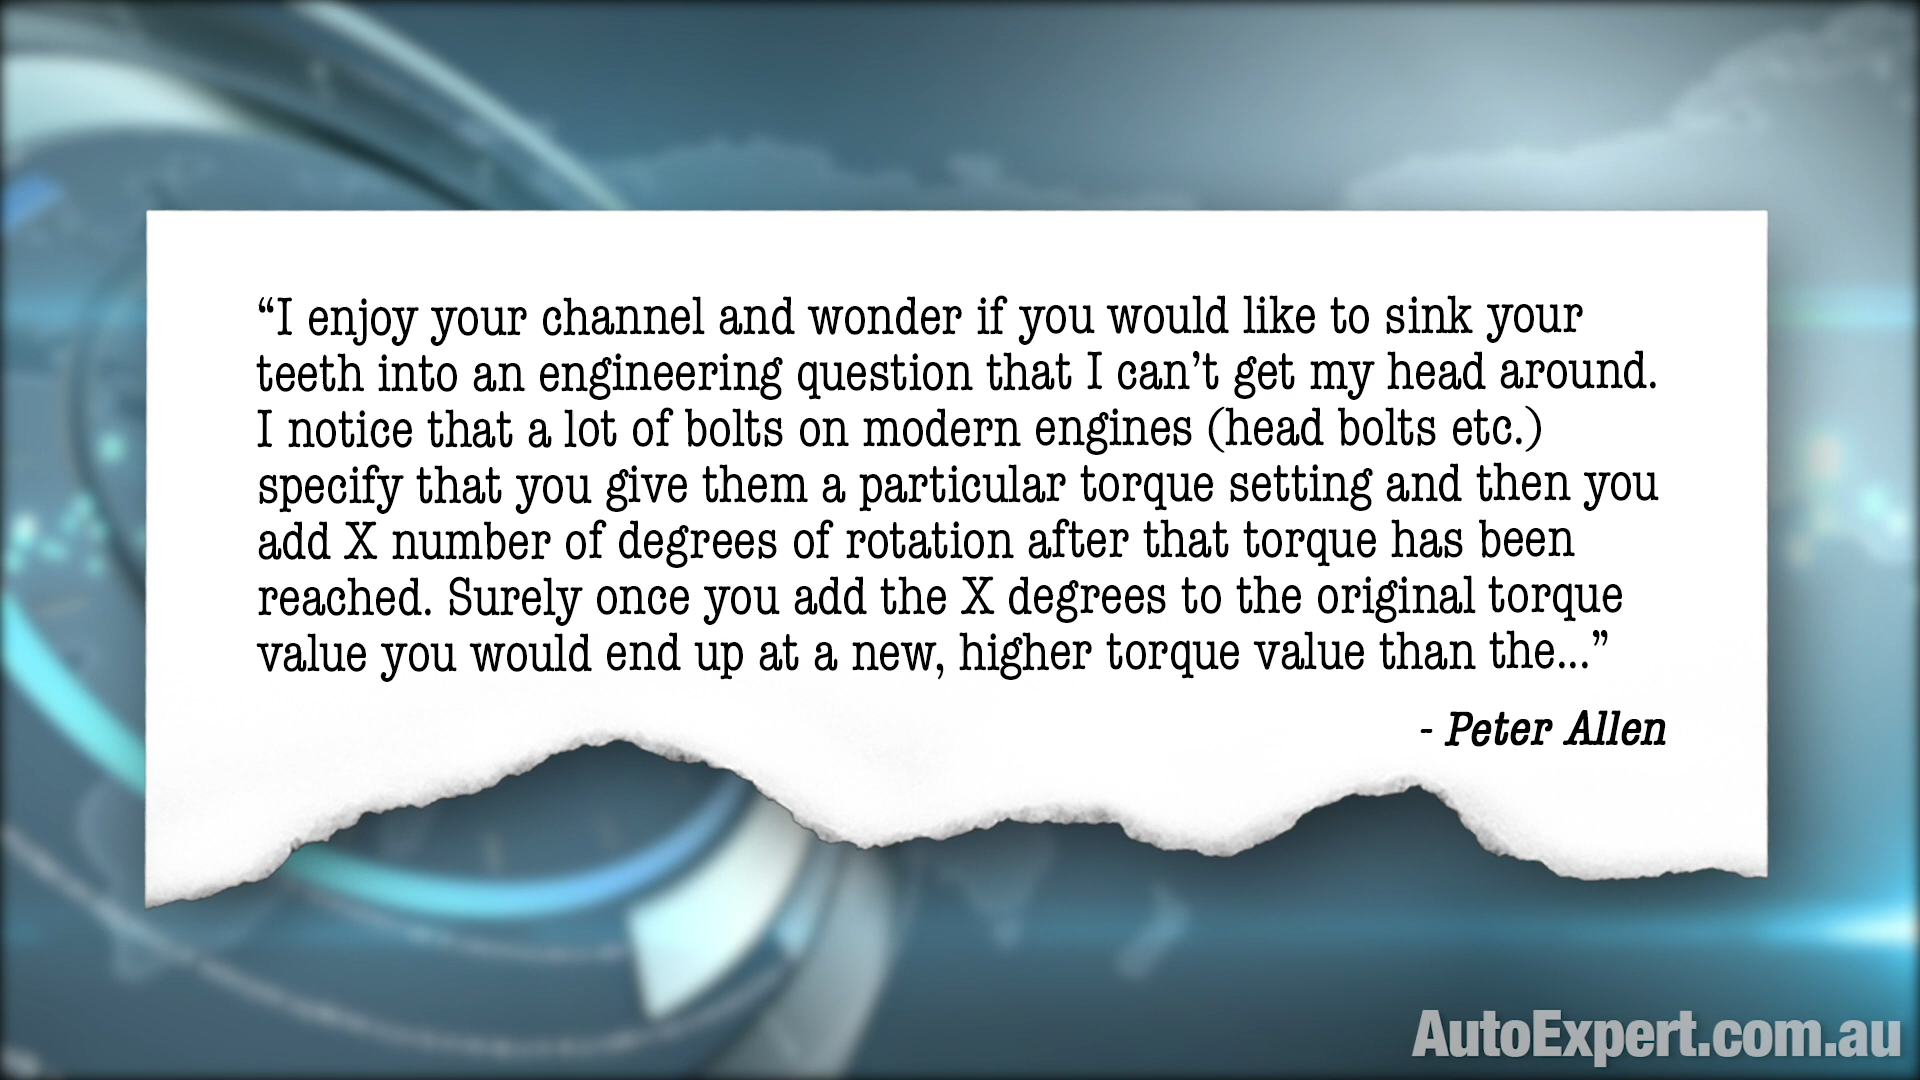 “I enjoy your channel and wonder if you would like to sink your
teeth into an engineering question that I can’t get my head around.
I notice that a lot of bolts on modern engines (head bolts etc.)
specify that you give them a particular torque setting and then you
add X number of degrees of rotation after that torque has been
reached. Surely once you add the X degrees to the original torque
value you would end up at a new, higher torque value than the...”
- Peter Allen
AutoExpert.com.au